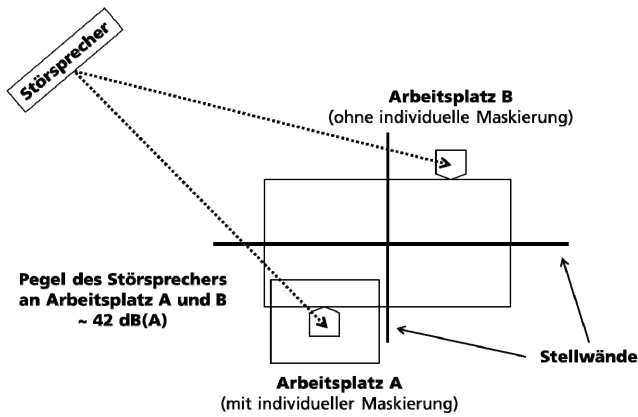 Störsprecher
Arbeitsplatz B
(ohne individuelle Maskierung)
Pegel des Störsprechers
an Arbeitsplatz A und B
~ 42 dB(A)
Stellwände
Arbeitsplatz A
(mit individueller Maskierung)